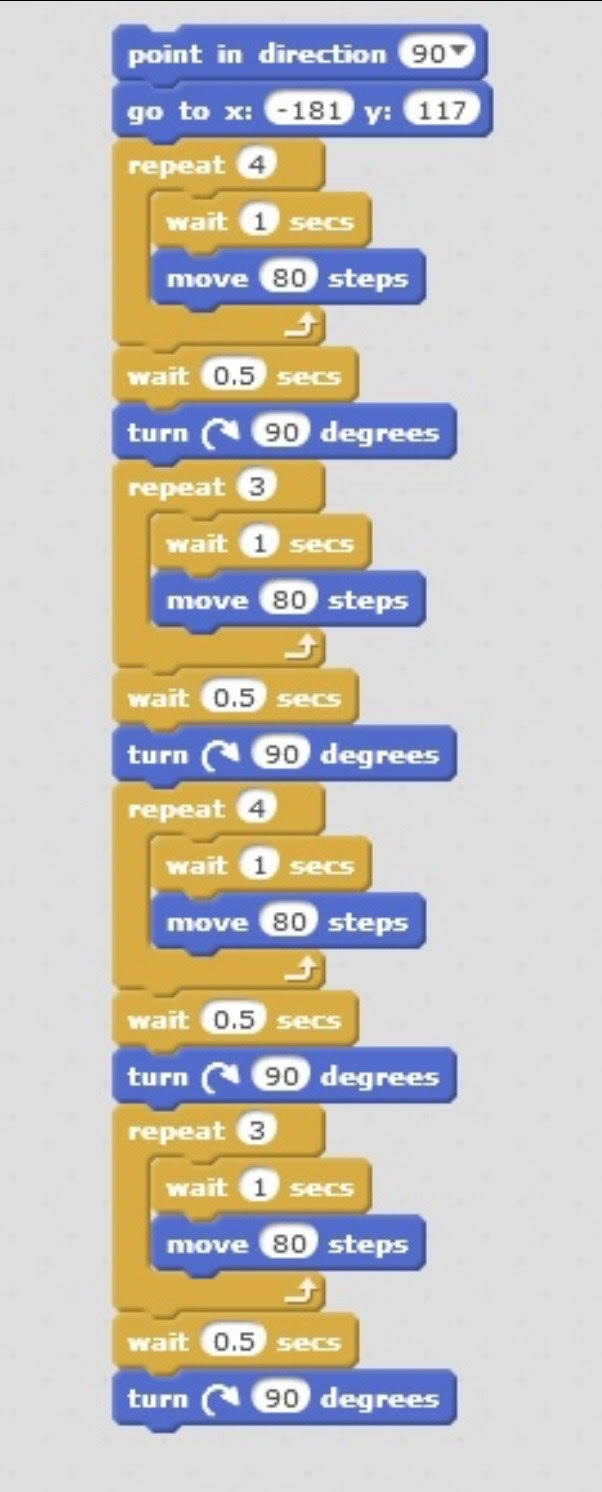 point in direction 90
go to x: -181 y: 117
repeat 4
wait 1 secs
move 80 steps
wait 0.5 secs
turn 90 degrees
repeat 3
wait 1 secs
move 80 steps
wait 0.5 secs
turn 90 degrees
repeat 4
wait 1 secs
move 80 steps
wait 0.5 secs
turn 90 degrees
repeat 3
wait 1 secs
move 80 steps
wait 0.5 secs
turn 90 degrees